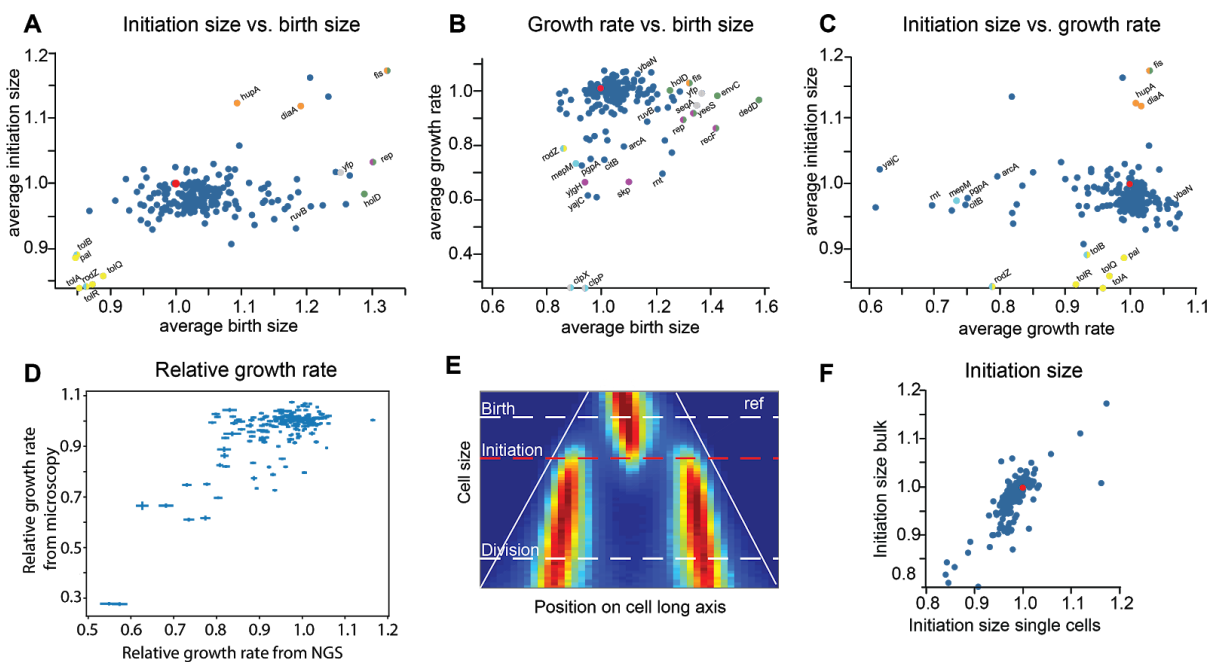 A Initiation size vs. birth size
1.2
1.1
1.0
0.9
average initiation size
fis
hupA
diaA
yfp
rep
ruvB
holD
tolB
pal
tolA
rodZ
tolQ
tolR
0.9 1.0 1.1 1.2 1.3
average birth size
B Growth rate vs. birth size
1.2
1.0
0.8
0.6
0.4
average growth rate
ybaN
holD
fis
yfp
envC
seqA
yeeS
dedD
ruvB
rep
recF
rodZ
arcA
mepM
pgpA
citB
yigH
skp
rnt
yajC
clpX
clpP
0.8 1.0 1.2 1.4 1.6
average birth size
C Initiation size vs. growth rate
1.2
1.1
1.0
0.9
average initiation size
fis
hupA
diaA
yajC
rnt
mepM
pgpA
citB
arcA
ybaN
tolB
pal
rodZ
tolR
tolQ
tolA
0.6 0.7 0.8 0.9 1.0 1.1
average growth rate
D Relative growth rate
1.1
0.9
0.7
0.5
0.3
Relative growth rate
from microscopy
0.5 0.6 0.7 0.8 0.9 1.0 1.1 1.2
Relative growth rate from NGS
E
Birth
ref
Initiation
Division
Cell size
Position on cell long axis
F Initiation size
1.2
1.1
1.0
0.9
0.8
Initiation size bulk
0.8 0.9 1.0 1.1 1.2
Initiation size single cells